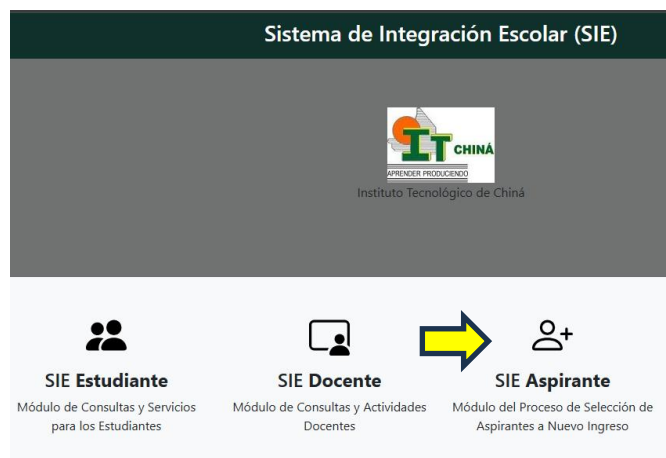 Sistema de Integración Escolar (SIE)
IT CHINÁ
APRENDER PRODUCIENDO
Instituto Tecnológico de Chiná
SIE Estudiante
Módulo de Consultas y Servicios
para los Estudiantes
SIE Docente
Módulo de Consultas y Actividades
Docentes
SIE Aspirante
Módulo del Proceso de Selección de
Aspirantes a Nuevo Ingreso